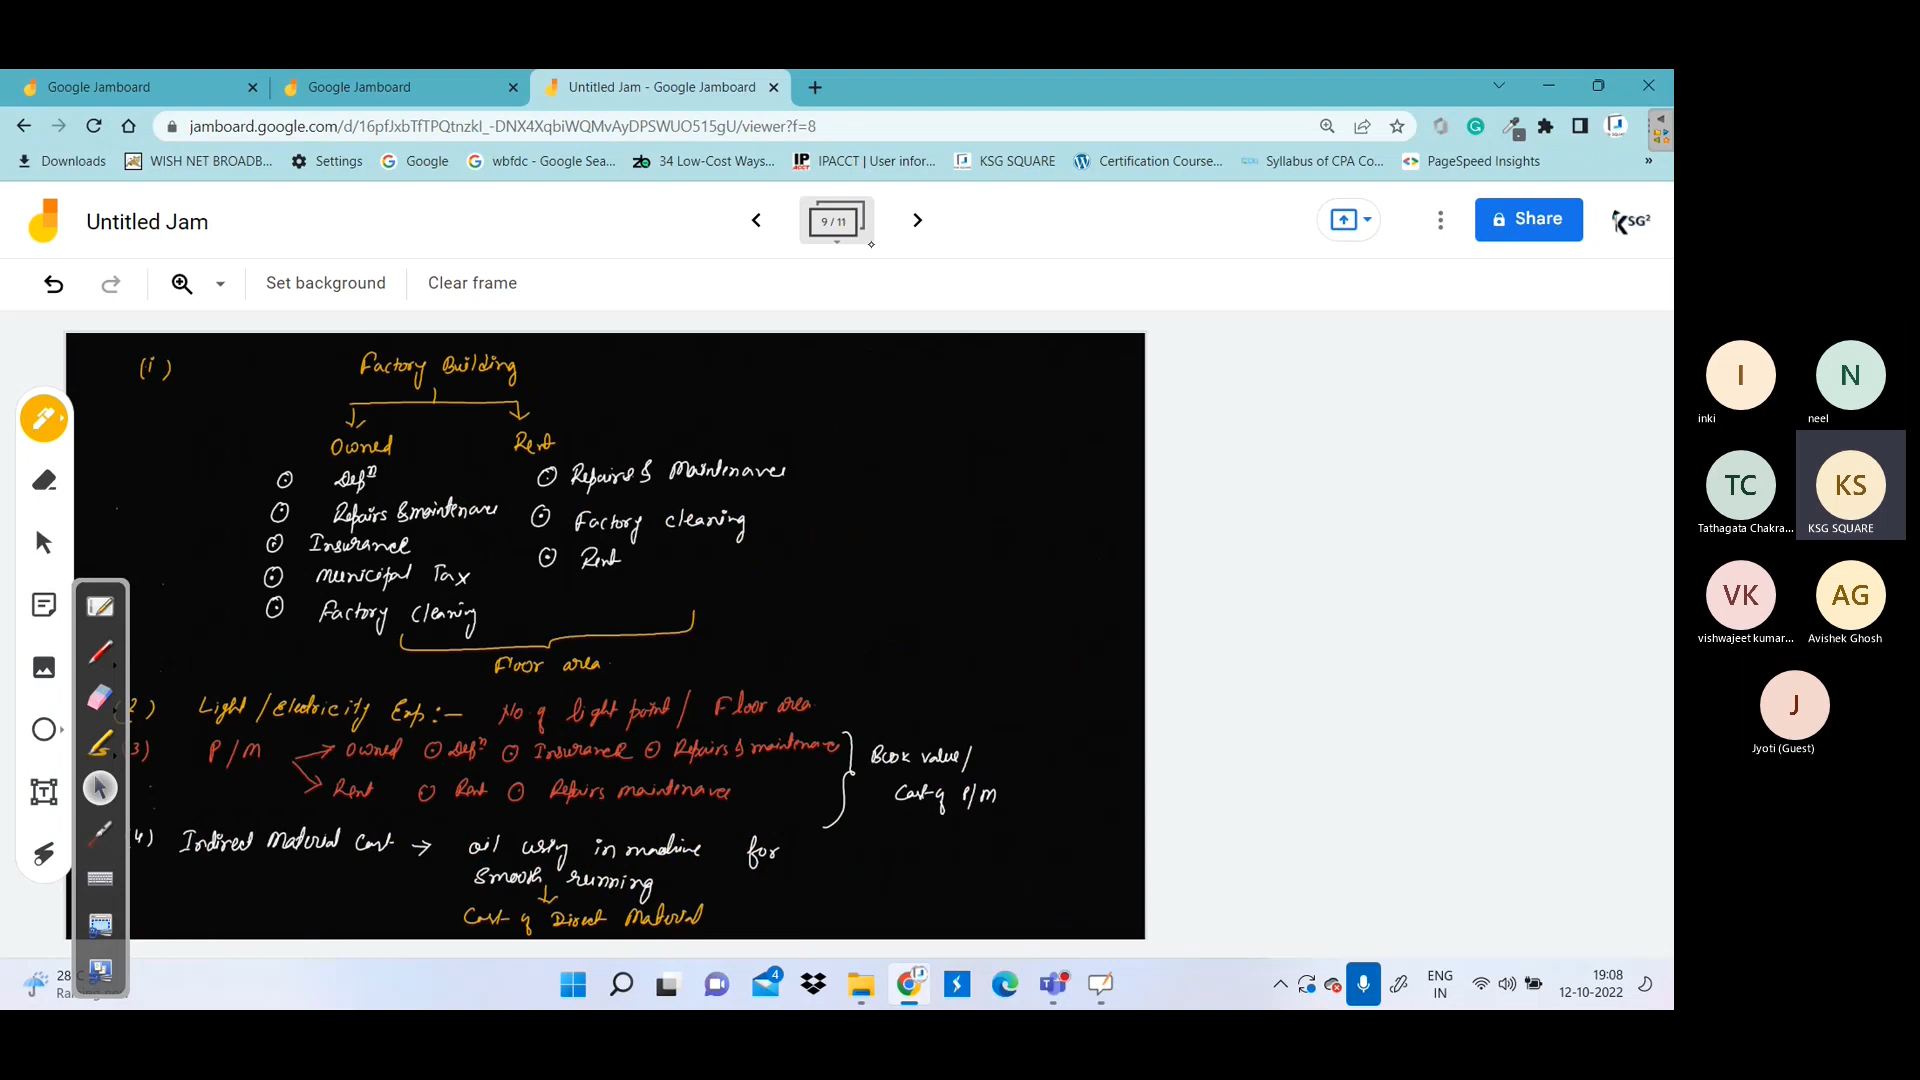 Google Jamboard
Google Jamboard
Untitled Jam - Google Jamboard
jamboard.google.com/d/16pfJxbTfTPQtnzkI_-DNX4XqbiWQMvAyDPSWUO515gU/viewer?f=8
Downloads WISH NET BROADB... Settings Google wbfdc - Google Sea... 34 Low-Cost Ways... IPACCT | User infor... KSG SQUARE Certification Course... Syllabus of CPA Co... PageSpeed Insights »
Untitled Jam
9 / 11
Share
KSG²
Set background Clear frame
(i) Factory Building
Owned Rent
Depⁿ Repairs & Maintenance
Repairs & maintenance Factory cleaning
Insurance Rent
Municipal Tax
Factory cleaning
Floor area
(2) Light / Electricity Exp :- No. of light point / Floor area
(3) P/M Owned Depⁿ Insurance Repairs & maintenance Book value /
Rent Rent Repairs maintenance Cost of P/M
(4) Indirect Material Cost → oil using in machine for
smooth running
Cost of Direct Material
I N
inki neel
TC KS
Tathagata Chakra... KSG SQUARE
VK AG
vishwajeet kumar... Avishek Ghosh
J
Jyoti (Guest)
28
4
ENG
IN
19:08
12-10-2022